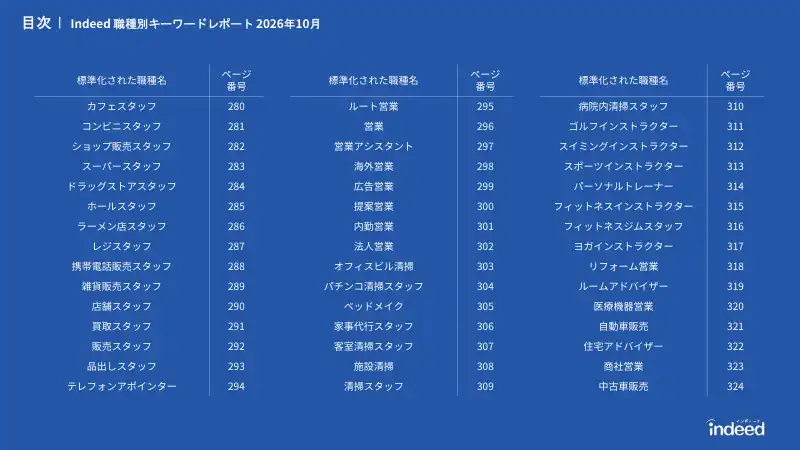 目次 | Indeed 職種別キーワードレポート 2026年10月
標準化された職種名 ページ番号
カフェスタッフ 280
コンビニスタッフ 281
ショップ販売スタッフ 282
スーパースタッフ 283
ドラッグストアスタッフ 284
ホールスタッフ 285
ラーメン店スタッフ 286
レジスタッフ 287
携帯電話販売スタッフ 288
雑貨販売スタッフ 289
店舗スタッフ 290
買取スタッフ 291
販売スタッフ 292
品出しスタッフ 293
テレフォンアポインター 294
標準化された職種名 ページ番号
ルート営業 295
営業 296
営業アシスタント 297
海外営業 298
広告営業 299
提案営業 300
内勤営業 301
法人営業 302
オフィスビル清掃 303
パチンコ清掃スタッフ 304
ベッドメイク 305
家事代行スタッフ 306
客室清掃スタッフ 307
施設清掃 308
清掃スタッフ 309
標準化された職種名 ページ番号
病院内清掃スタッフ 310
ゴルフインストラクター 311
スイミングインストラクター 312
スポーツインストラクター 313
パーソナルトレーナー 314
フィットネスインストラクター 315
フィットネスジムスタッフ 316
ヨガインストラクター 317
リフォーム営業 318
ルームアドバイザー 319
医療機器営業 320
自動車販売 321
住宅アドバイザー 322
商社営業 323
中古車販売 324
インディード
indeed